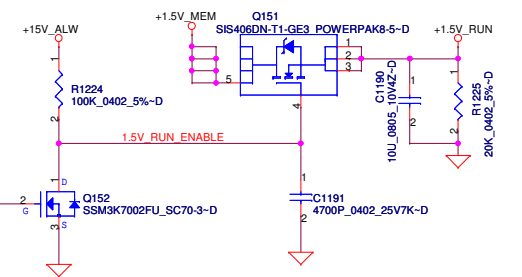 +15V_ALW
+1.5V_MEM
Q151
SIS406DN-T1-GE3_POWERPAK8-5~D
+1.5V_RUN
1
2
3
5
4
1
R1224
100K_0402_5%~D
2
1
C1190
10U_0805_10V4Z~D
2
1
R1225
20K_0402_5%~D
2
1.5V_RUN_ENABLE
1
D
Q152
SSM3K7002FU_SC70-3~D
2
G
3
S
1
C1191
4700P_0402_25V7K~D
2